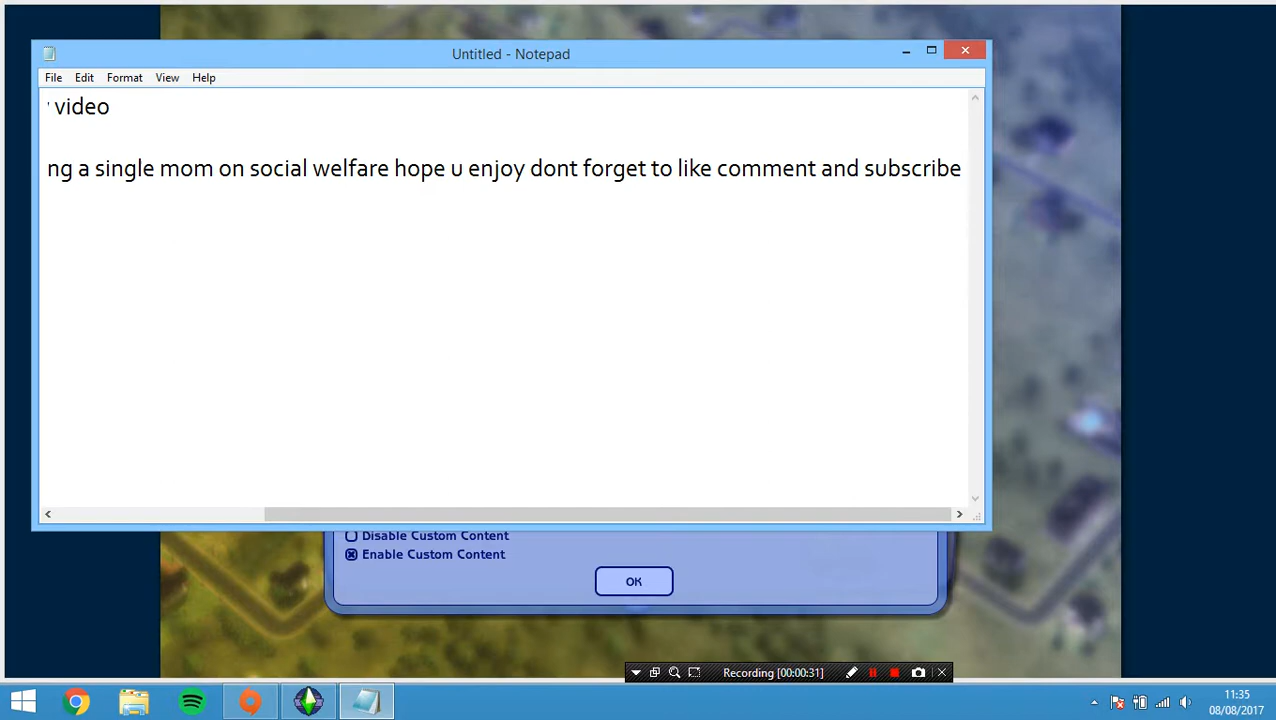 Untitled - Notepad
File Edit Format View Help
video
ng a single mom on social welfare hope u enjoy dont forget to like comment and subscribe
Disable Custom Content
Enable Custom Content
OK
Recording [00:00:31]
11:35
08/08/2017